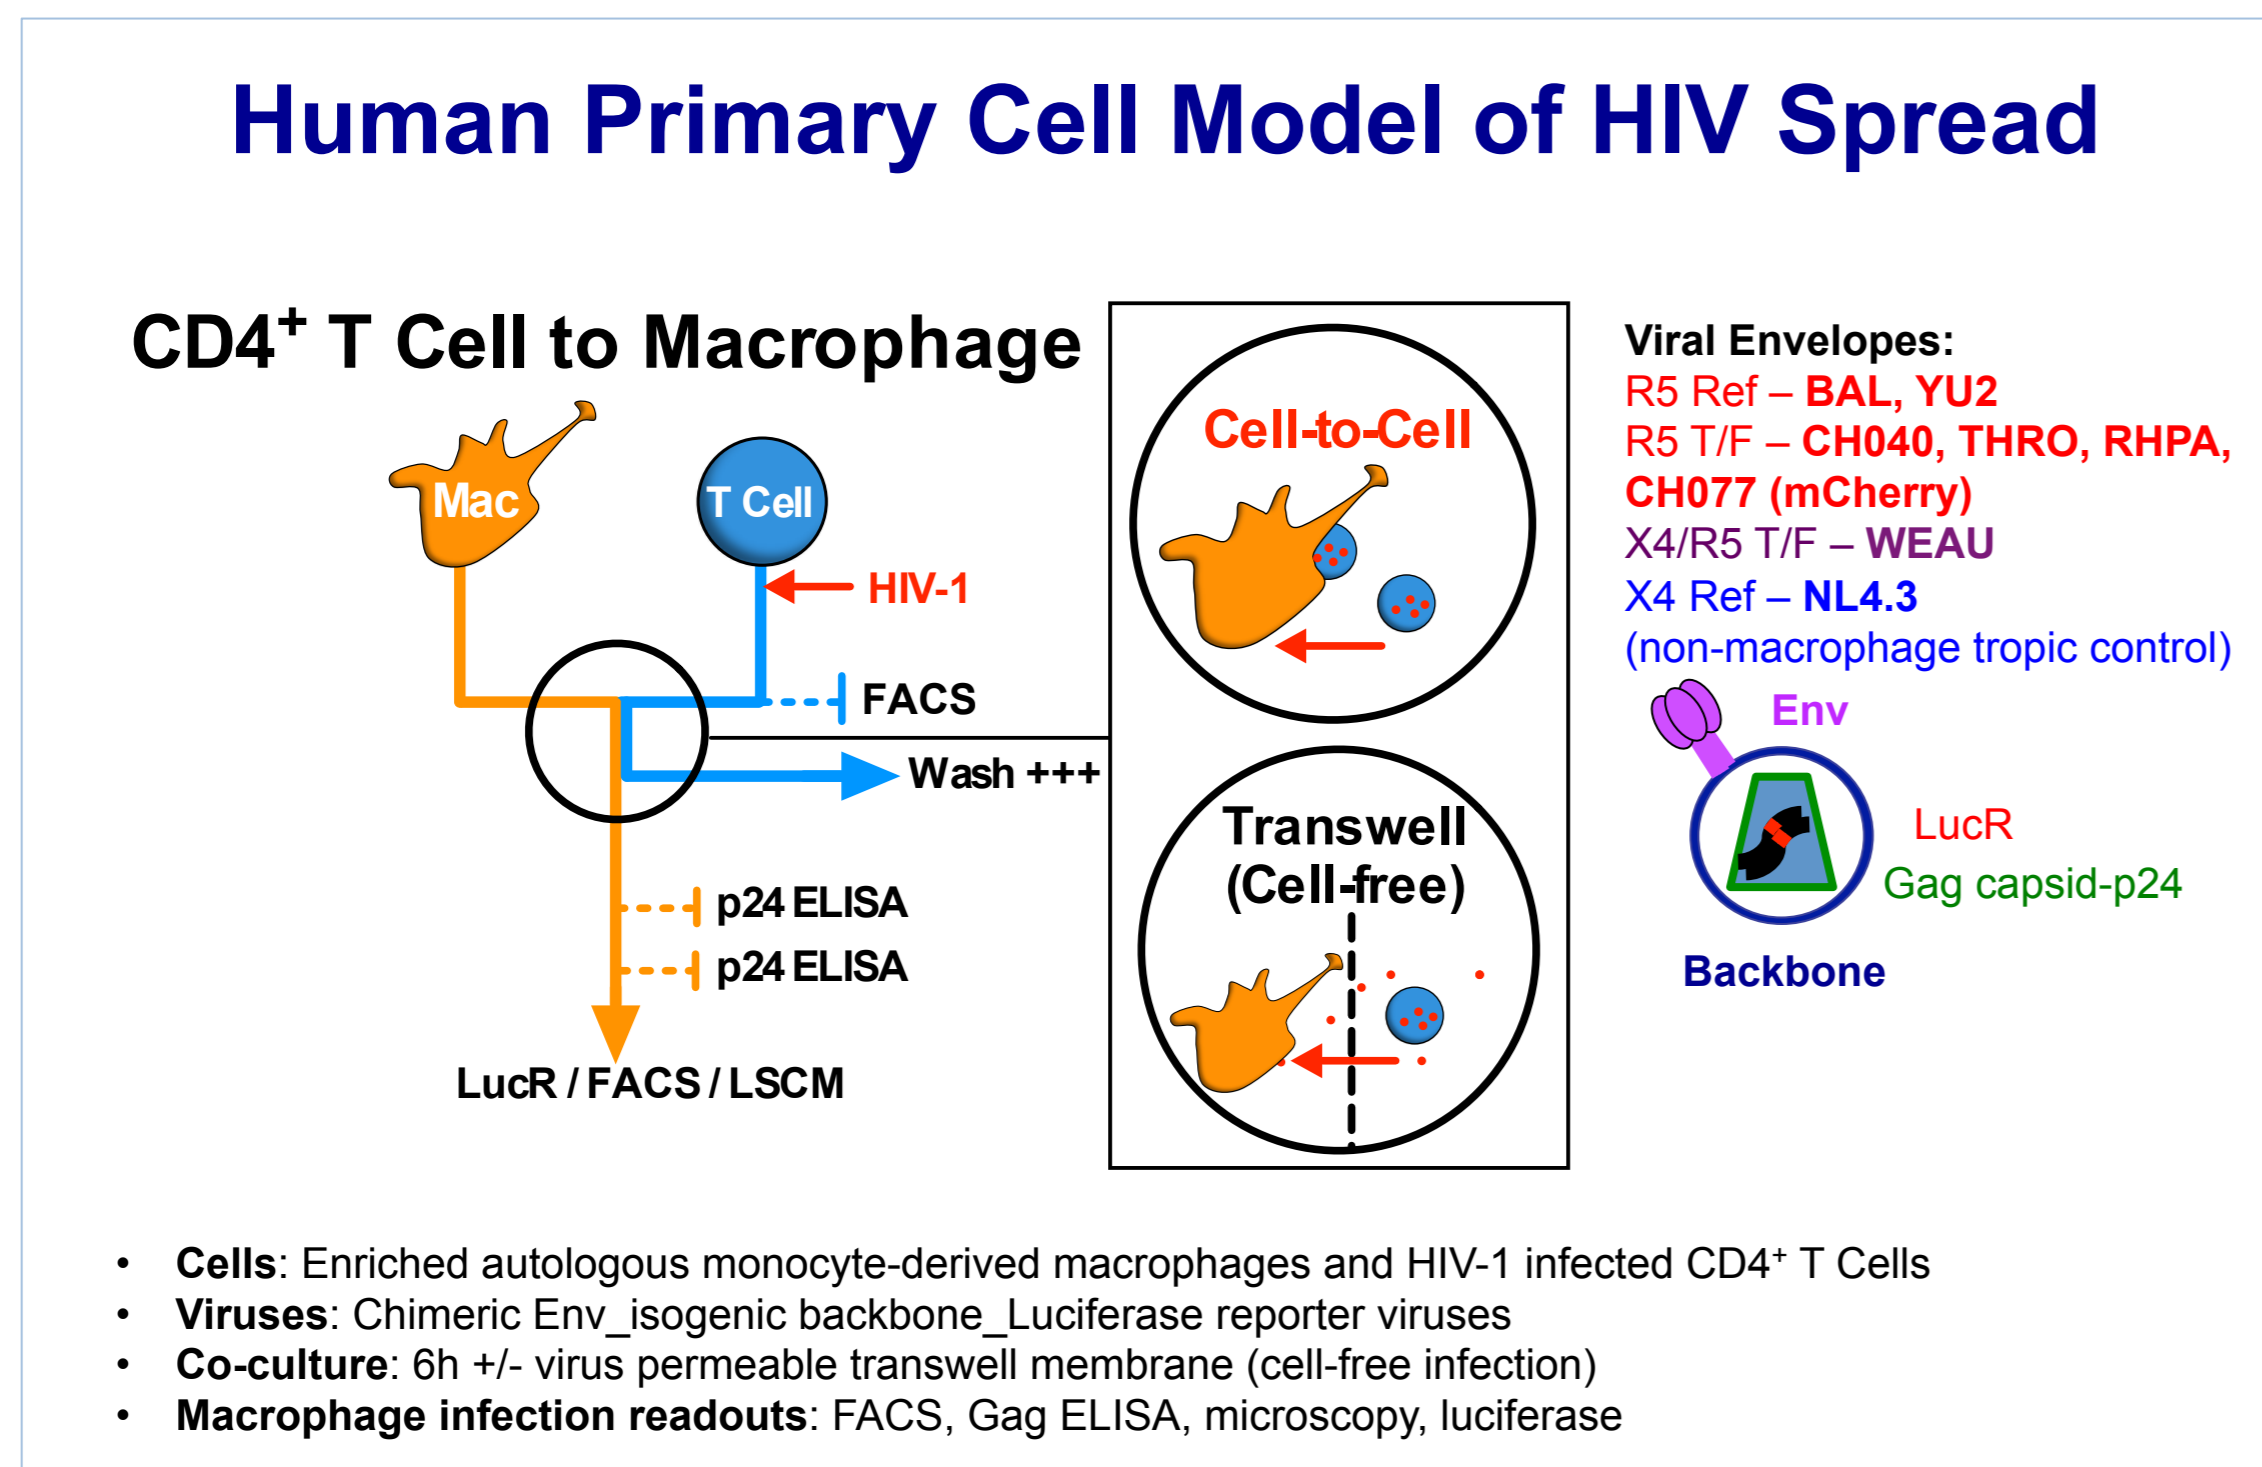 Human Primary Cell Model of HIV Spread
CD4⁺ T Cell to Macrophage
Mac
T Cell
HIV-1
FACS
Wash +++
p24 ELISA
p24 ELISA
LucR / FACS / LSCM
Cell-to-Cell
Transwell
(Cell-free)
Viral Envelopes:
R5 Ref – BAL, YU2
R5 T/F – CH040, THRO, RHPA,
CH077 (mCherry)
X4/R5 T/F – WEAU
X4 Ref – NL4.3
(non-macrophage tropic control)
Env
LucR
Gag capsid-p24
Backbone
• Cells: Enriched autologous monocyte-derived macrophages and HIV-1 infected CD4⁺ T Cells
• Viruses: Chimeric Env_isogenic backbone_Luciferase reporter viruses
• Co-culture: 6h +/- virus permeable transwell membrane (cell-free infection)
• Macrophage infection readouts: FACS, Gag ELISA, microscopy, luciferase